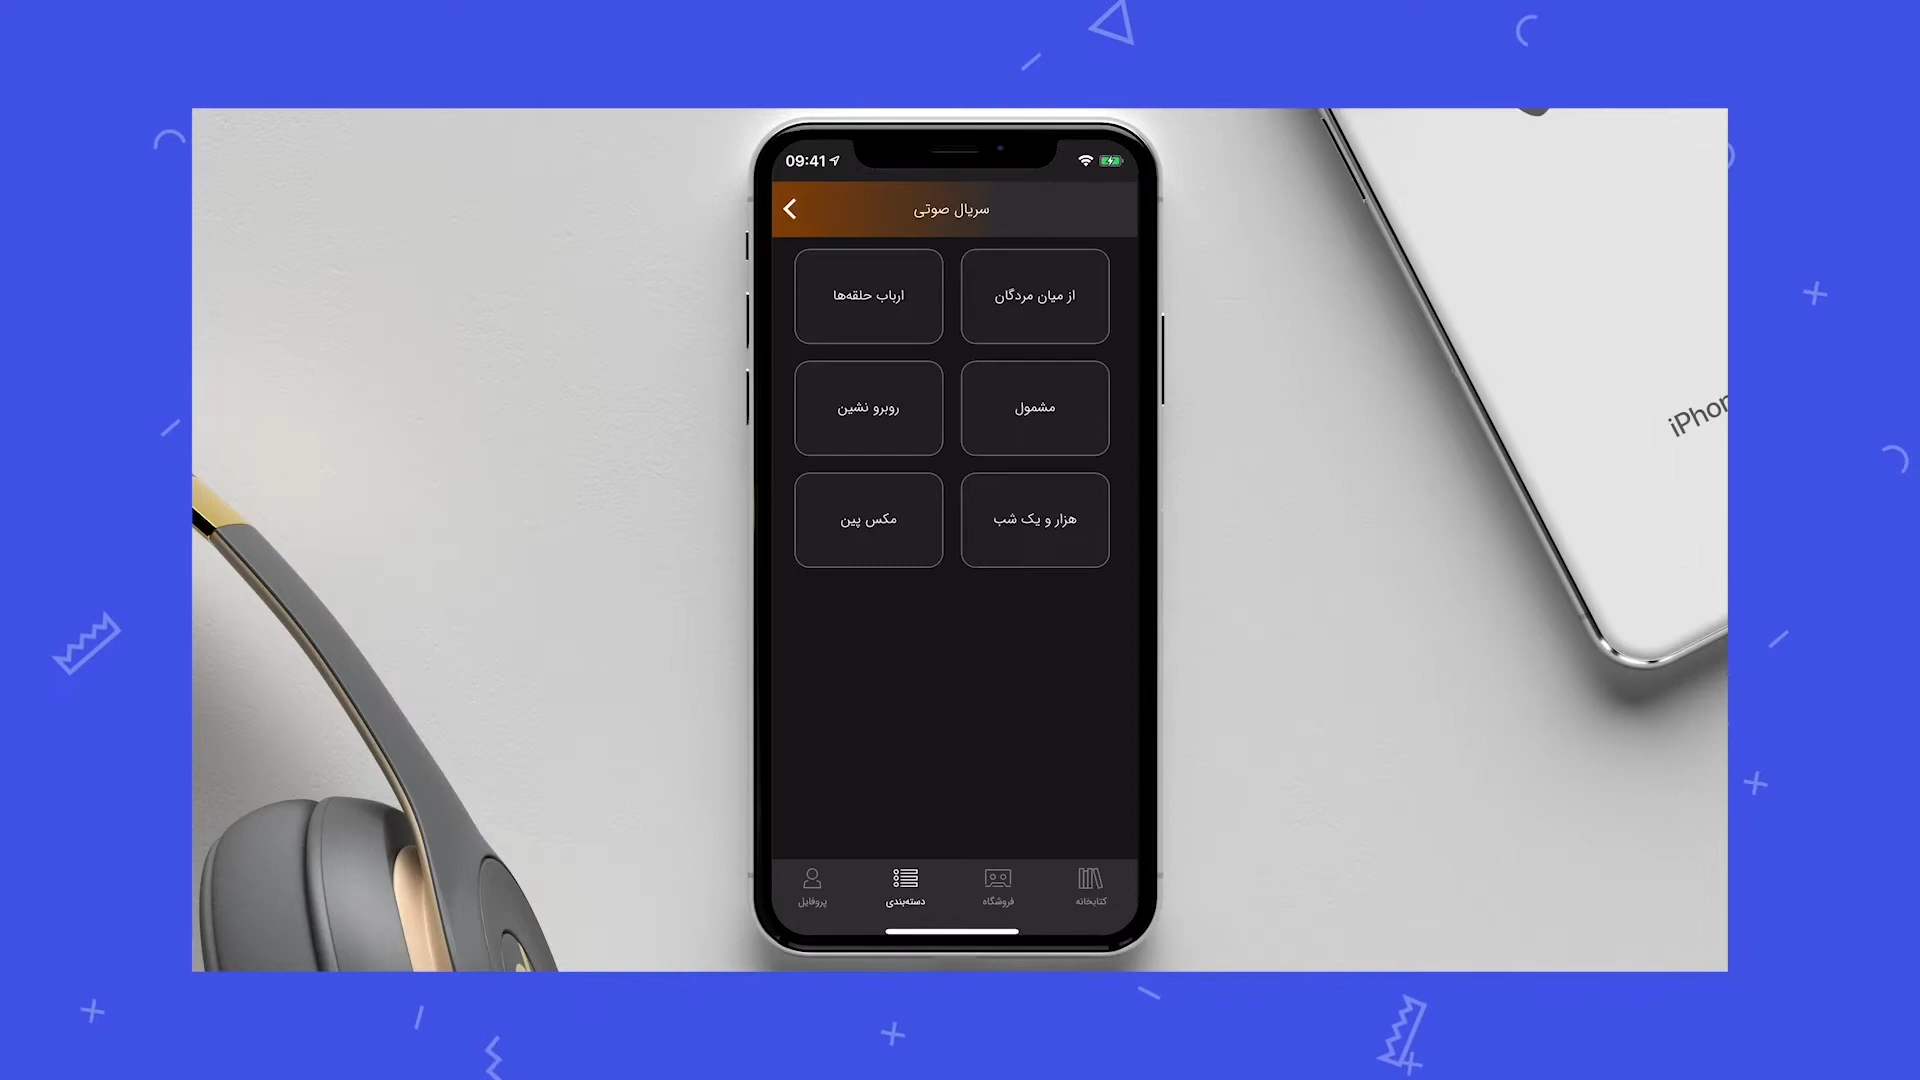 09:41
سریال صوتی
از میان مردگان
ارباب حلقه‌ها
مشمول
روبرو نشین
هزار و یک شب
مکس پین
کتابخانه
فروشگاه
دسته‌بندی
پروفایل